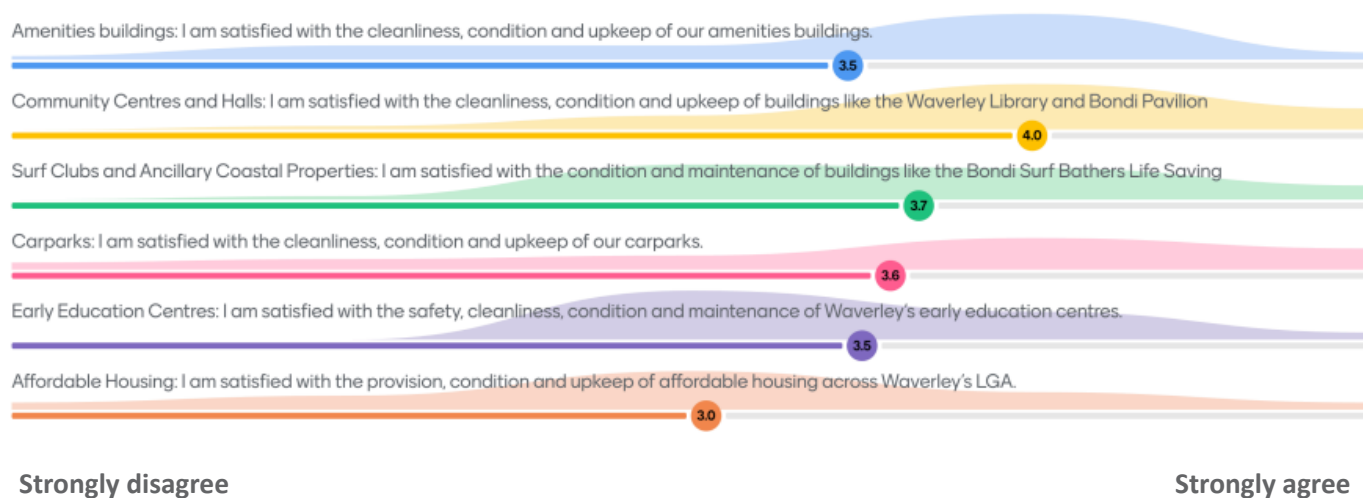 Amenities buildings: I am satisfied with the cleanliness, condition and upkeep of our amenities buildings.
3.5
Community Centres and Halls: I am satisfied with the cleanliness, condition and upkeep of buildings like the Waverley Library and Bondi Pavilion
4.0
Surf Clubs and Ancillary Coastal Properties: I am satisfied with the condition and maintenance of buildings like the Bondi Surf Bathers Life Saving
3.7
Carparks: I am satisfied with the cleanliness, condition and upkeep of our carparks.
3.6
Early Education Centres: I am satisfied with the safety, cleanliness, condition and maintenance of Waverley's early education centres.
3.5
Affordable Housing: I am satisfied with the provision, condition and upkeep of affordable housing across Waverley's LGA.
3.0
Strongly disagree
Strongly agree